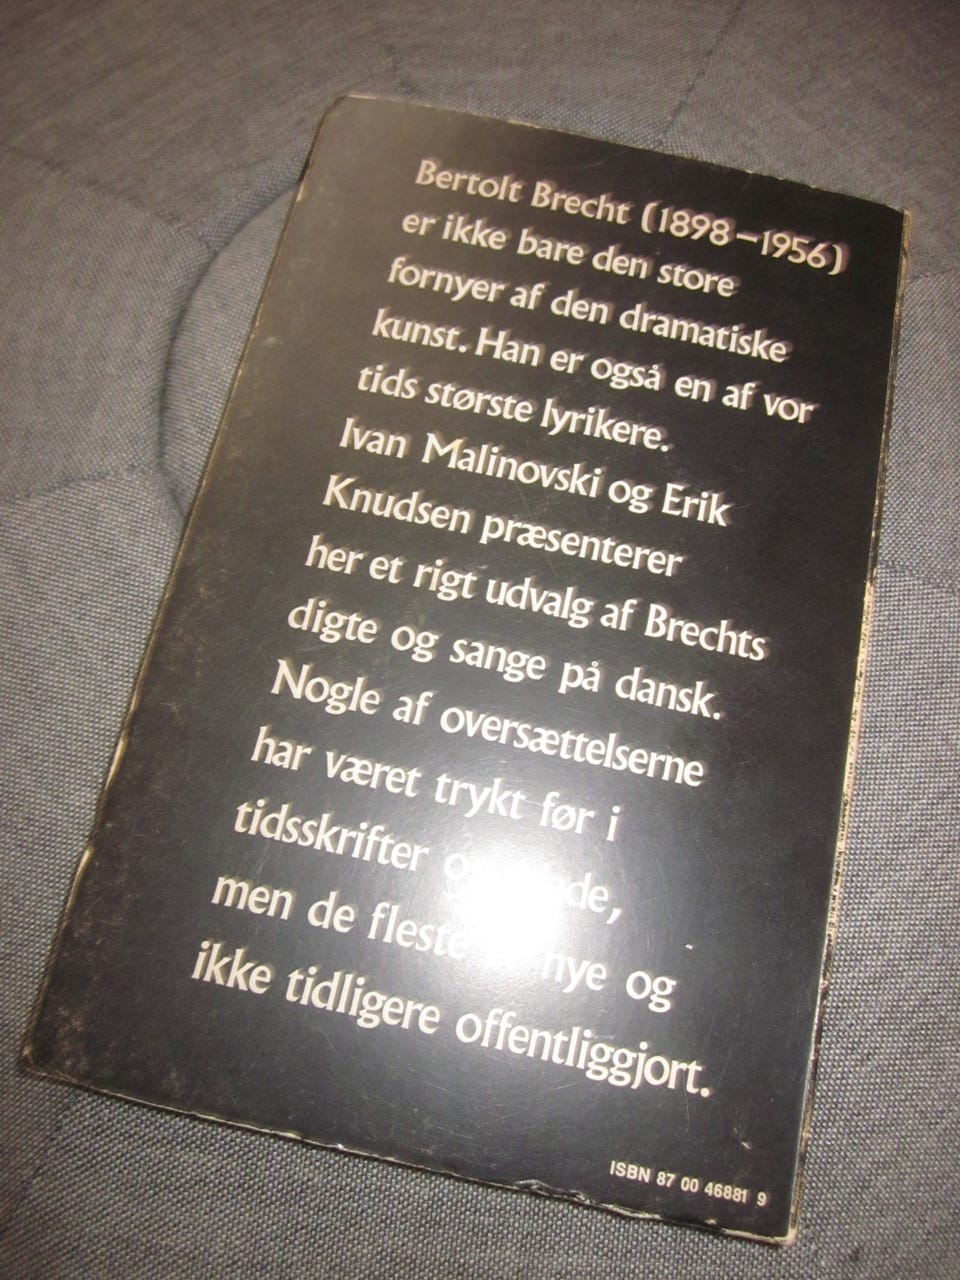 Bertolt Brecht (1898–1956)
er ikke bare den store
fornyer af den dramatiske
kunst. Han er også en af vor
tids største lyrikere.
Ivan Malinovski og Erik
Knudsen præsenterer
her et rigt udvalg af Brechts
digte og sange på dansk.
Nogle af oversættelserne
har været trykt før i
tidsskrifter
men de fleste nye og
ikke tidligere offentliggjort.
ISBN 87 00 46881 9